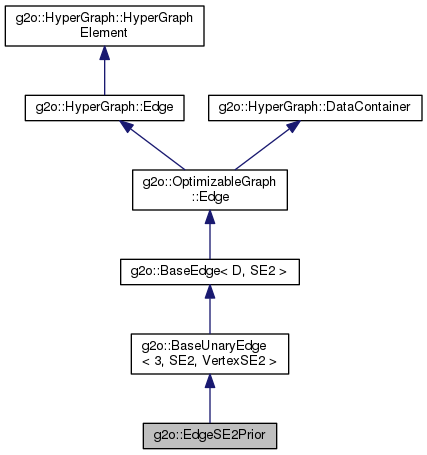 g2o::HyperGraph::HyperGraph
Element
g2o::HyperGraph::Edge
g2o::HyperGraph::DataContainer
g2o::OptimizableGraph
::Edge
g2o::BaseEdge< D, SE2 >
g2o::BaseUnaryEdge
< 3, SE2, VertexSE2 >
g2o::EdgeSE2Prior